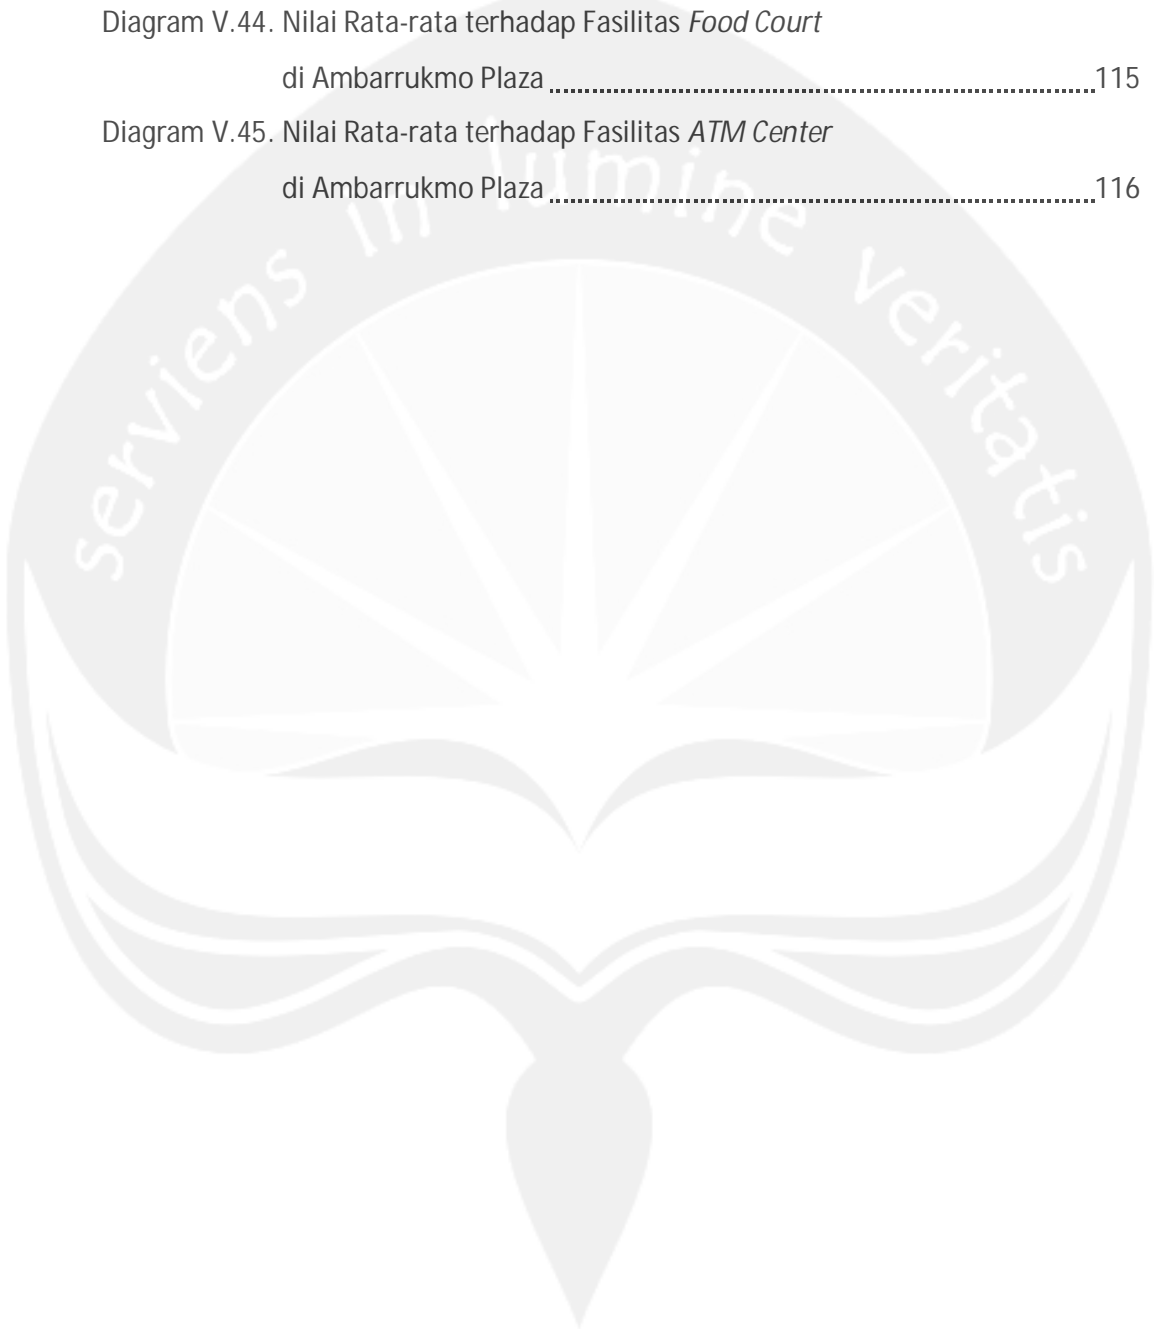 Diagram V.44. Nilai Rata-rata terhadap Fasilitas Food Court
di Ambarrukmo Plaza ........................................................................................ 115
Diagram V.45. Nilai Rata-rata terhadap Fasilitas ATM Center
di Ambarrukmo Plaza ........................................................................................ 116
serviens in lumine veritatis